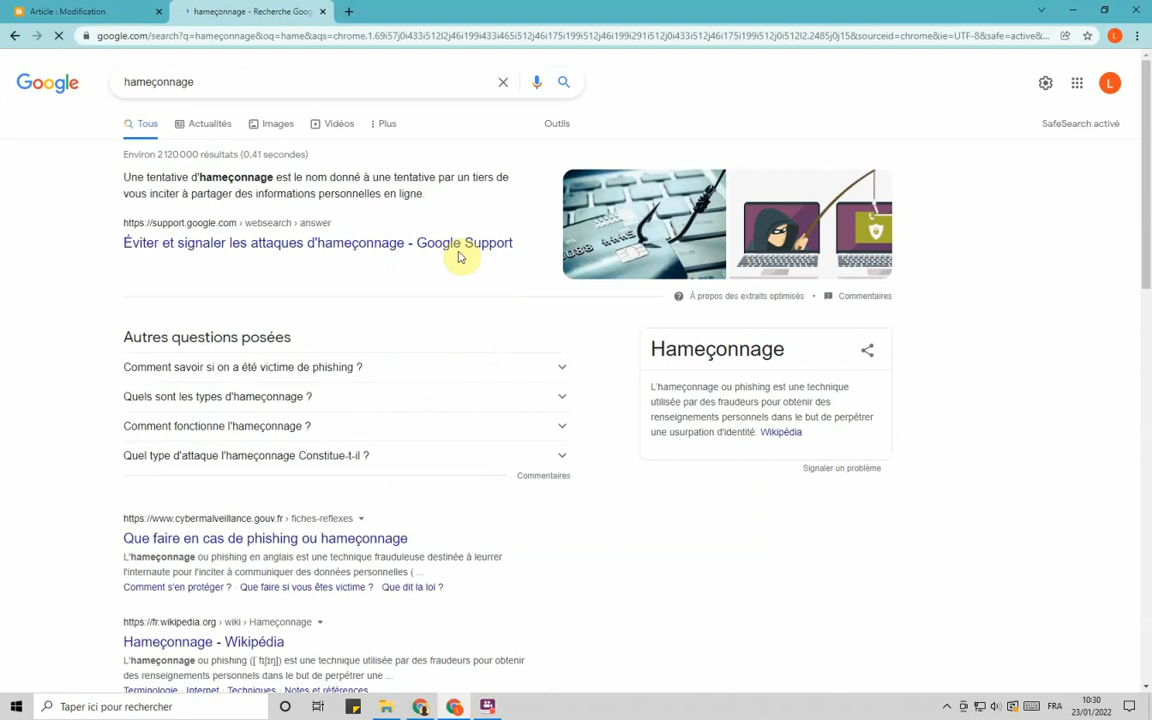 Article : Modification
hameçonnage - Recherche Goog
google.com/search?q=hameçonnage&oq=hame&aqs=chrome.1.69i57j0i433i512l2j46i199i433i465i512j46i175i199i512j0i512j46i199i291i512j0i512j46i175i199i512j0i512l2.2485j0j15&sourceid=chrome&ie=UTF-8&safe=active&...
L
Google
hameçonnage
L
Tous
Actualités
Images
Vidéos
Plus
Outils
SafeSearch activé
Environ 2 120 000 résultats (0,41 secondes)
Une tentative d'hameçonnage est le nom donné à une tentative par un tiers de
vous inciter à partager des informations personnelles en ligne.
https://support.google.com › websearch › answer
Éviter et signaler les attaques d'hameçonnage - Google Support
À propos des extraits optimisés
Commentaires
Autres questions posées
Comment savoir si on a été victime de phishing ?
Quels sont les types d'hameçonnage ?
Comment fonctionne l'hameçonnage ?
Quel type d'attaque l'hameçonnage Constitue-t-il ?
Commentaires
Hameçonnage
L'hameçonnage ou phishing est une technique
utilisée par des fraudeurs pour obtenir des
renseignements personnels dans le but de perpétrer
une usurpation d'identité. Wikipédia
Signaler un problème
https://www.cybermalveillance.gouv.fr › fiches-reflexes
Que faire en cas de phishing ou hameçonnage
L'hameçonnage ou phishing en anglais est une technique frauduleuse destinée à leurrer
l'internaute pour l'inciter à communiquer des données personnelles ( ...
Comment s'en protéger ? · Que faire si vous êtes victime ? · Que dit la loi ?
https://fr.wikipedia.org › wiki › Hameçonnage
Hameçonnage - Wikipédia
L'hameçonnage ou phishing ([ˈfɪʃɪŋ]) est une technique utilisée par des fraudeurs pour obtenir
des renseignements personnels dans le but de perpétrer une ...
Terminologie · Internet · Techniques · Notes et références
Taper ici pour rechercher
FRA
10:30
23/01/2022